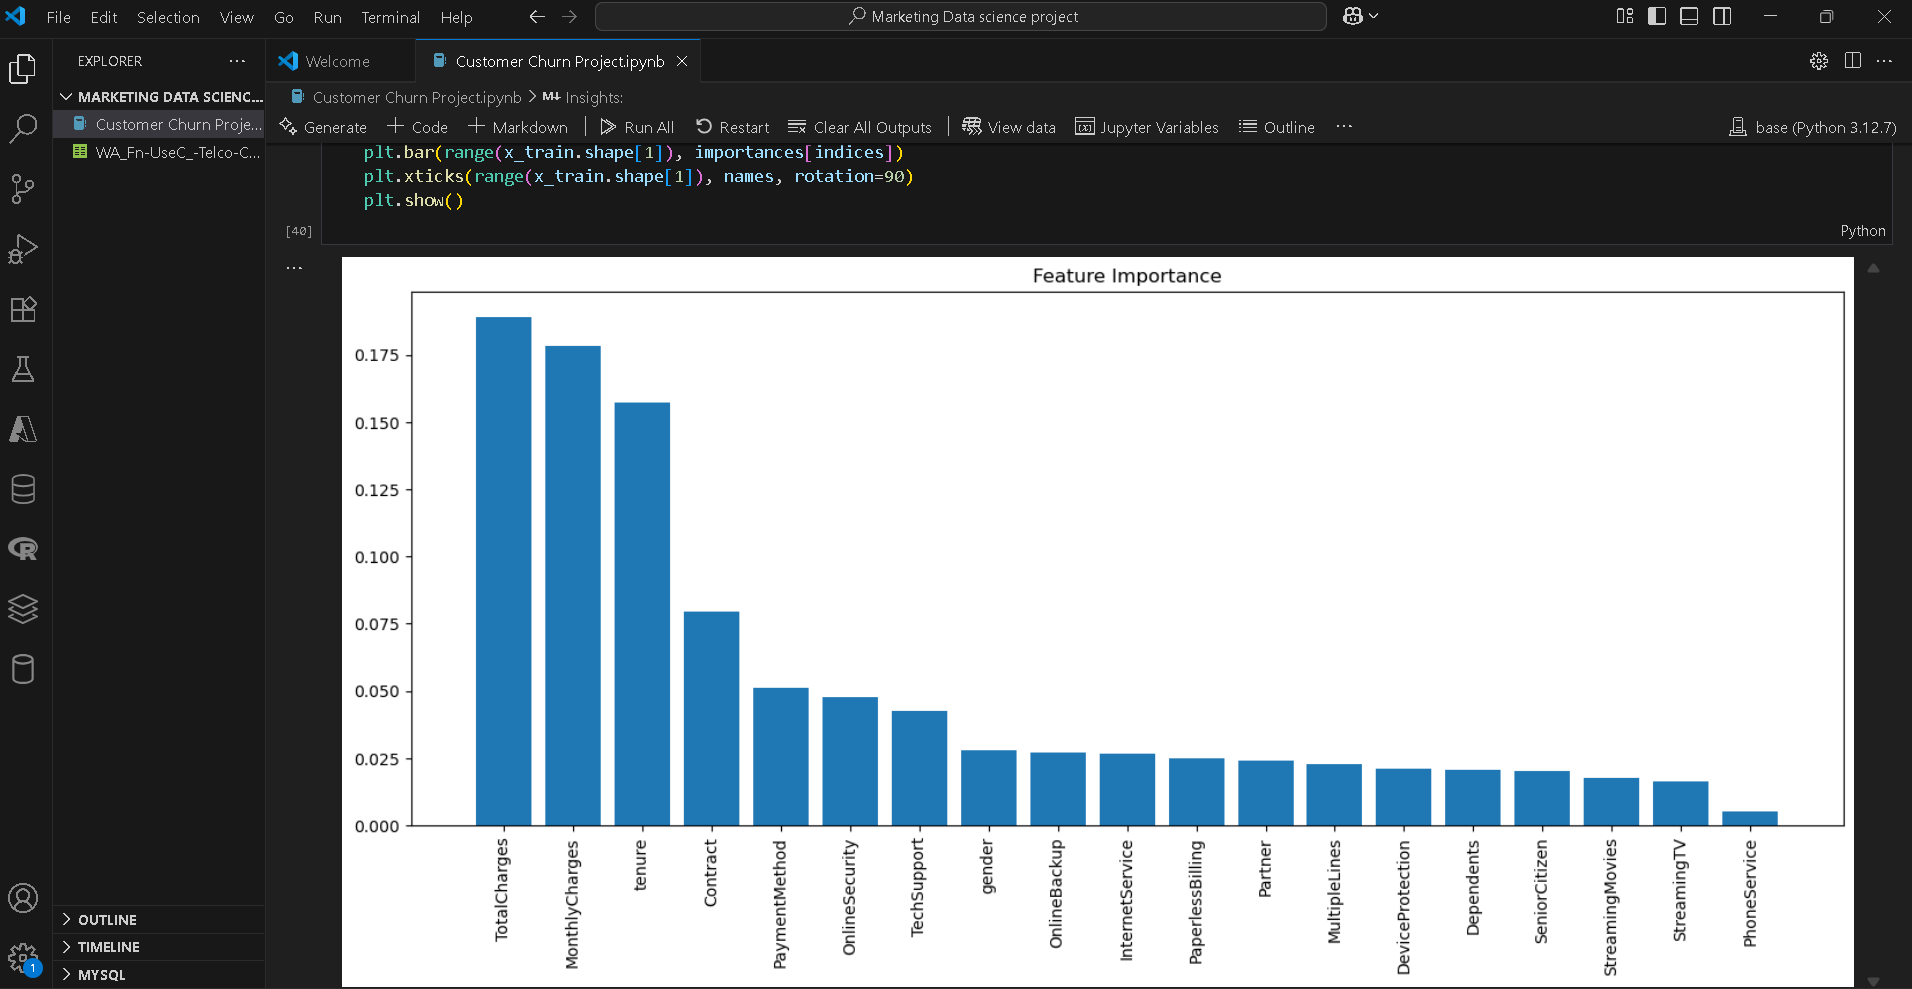 File Edit Selection View Go Run Terminal Help
Marketing Data science project
EXPLORER
Welcome
Customer Churn Project.ipynb
MARKETING DATA SCIENC...
Customer Churn Proje...
WA_Fn-UseC_-Telco-C...
Customer Churn Project.ipynb > M↓ Insights:
Generate + Code + Markdown Run All Restart Clear All Outputs View data Jupyter Variables Outline ... base (Python 3.12.7)
plt.bar(range(x_train.shape[1]), importances[indices])
plt.xticks(range(x_train.shape[1]), names, rotation=90)
plt.show()
[40]
Python
Feature Importance
0.175
0.150
0.125
0.100
0.075
0.050
0.025
0.000
TotalCharges
MonthlyCharges
tenure
Contract
PaymentMethod
OnlineSecurity
TechSupport
gender
OnlineBackup
InternetService
PaperlessBilling
Partner
MultipleLines
DeviceProtection
Dependents
SeniorCitizen
StreamingMovies
StreamingTV
PhoneService
OUTLINE
TIMELINE
MYSQL
1